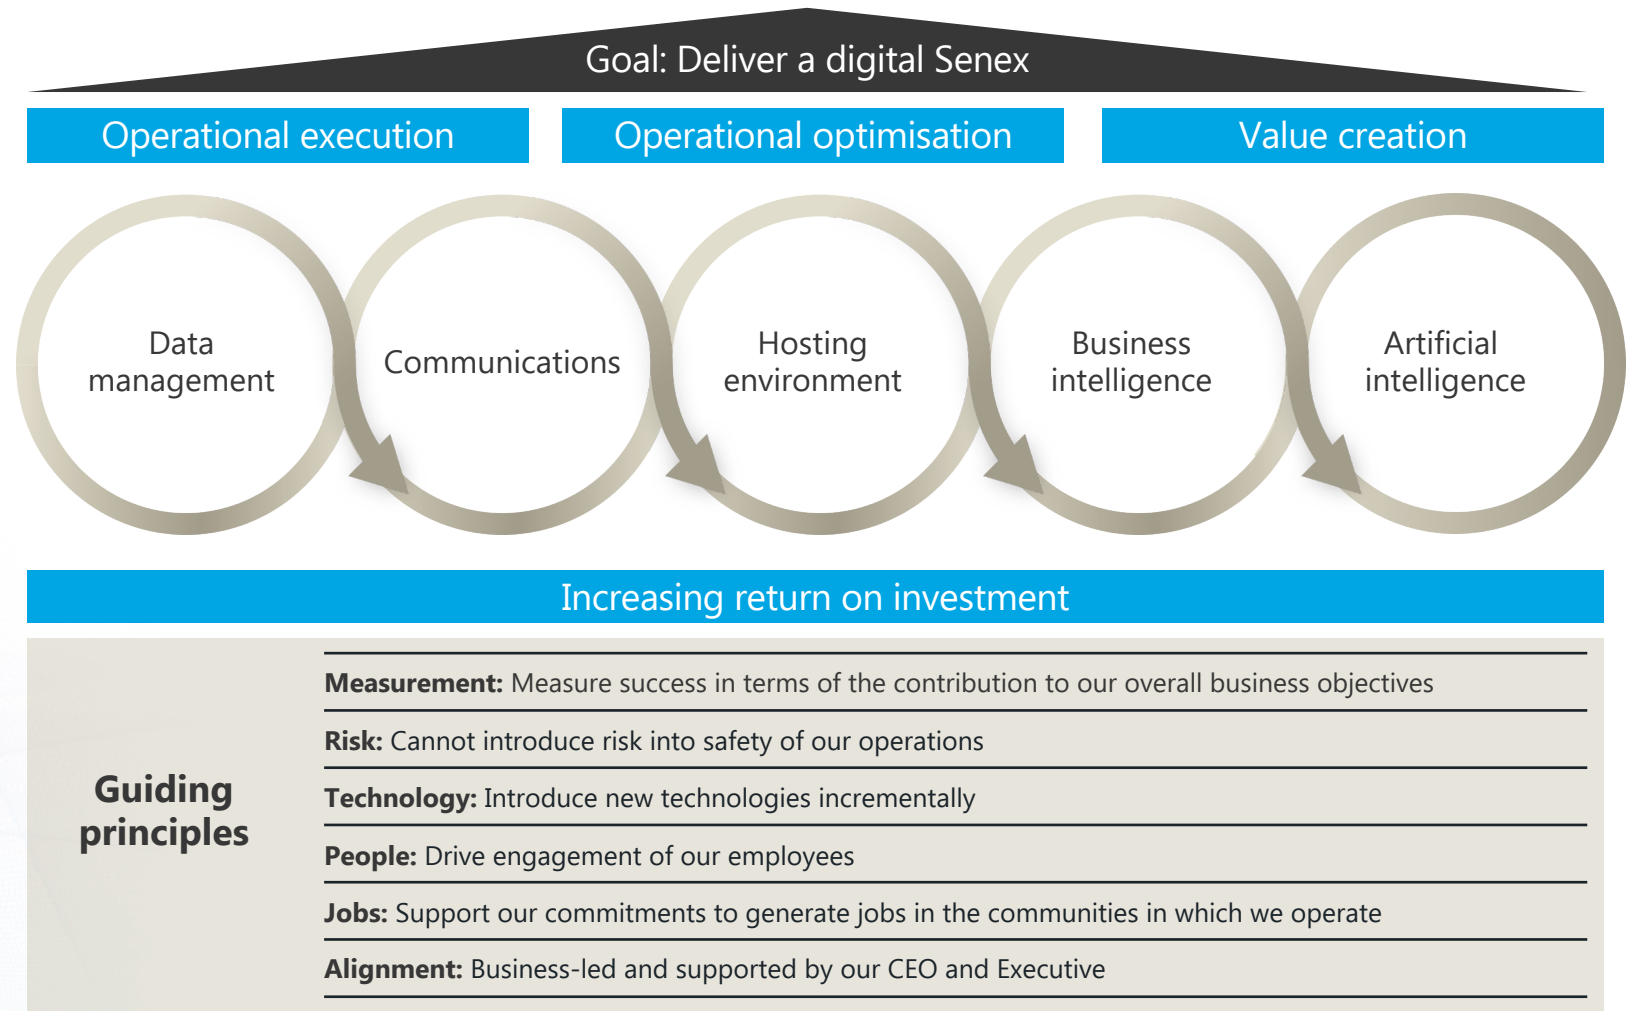 Goal: Deliver a digital Senex
Operational execution
Operational optimisation
Value creation
Data
management
Communications
Hosting
environment
Business
intelligence
Artificial
intelligence
Increasing return on investment
Guiding
principles
Measurement: Measure success in terms of the contribution to our overall business objectives
Risk: Cannot introduce risk into safety of our operations
Technology: Introduce new technologies incrementally
People: Drive engagement of our employees
Jobs: Support our commitments to generate jobs in the communities in which we operate
Alignment: Business-led and supported by our CEO and Executive